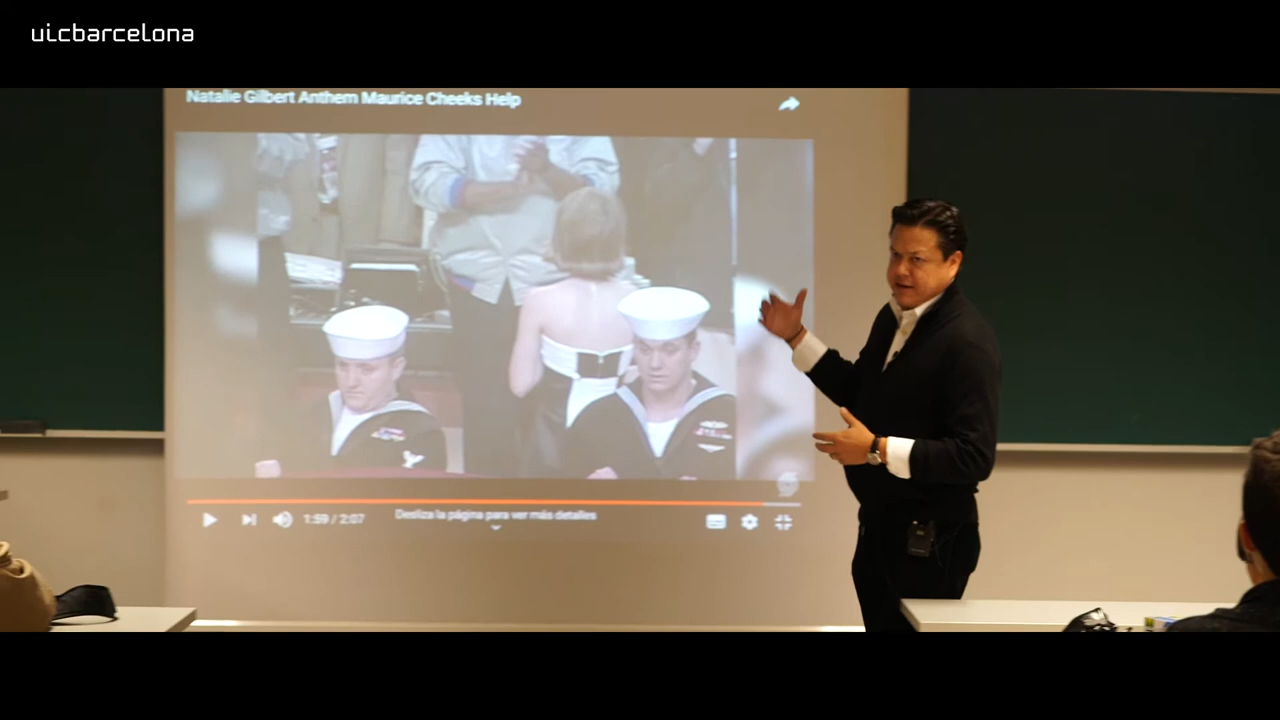 uicbarcelona
Natalie Gilbert Anthem Maurice Cheeks Help
1:59 / 2:07
Desliza la página para ver más detalles